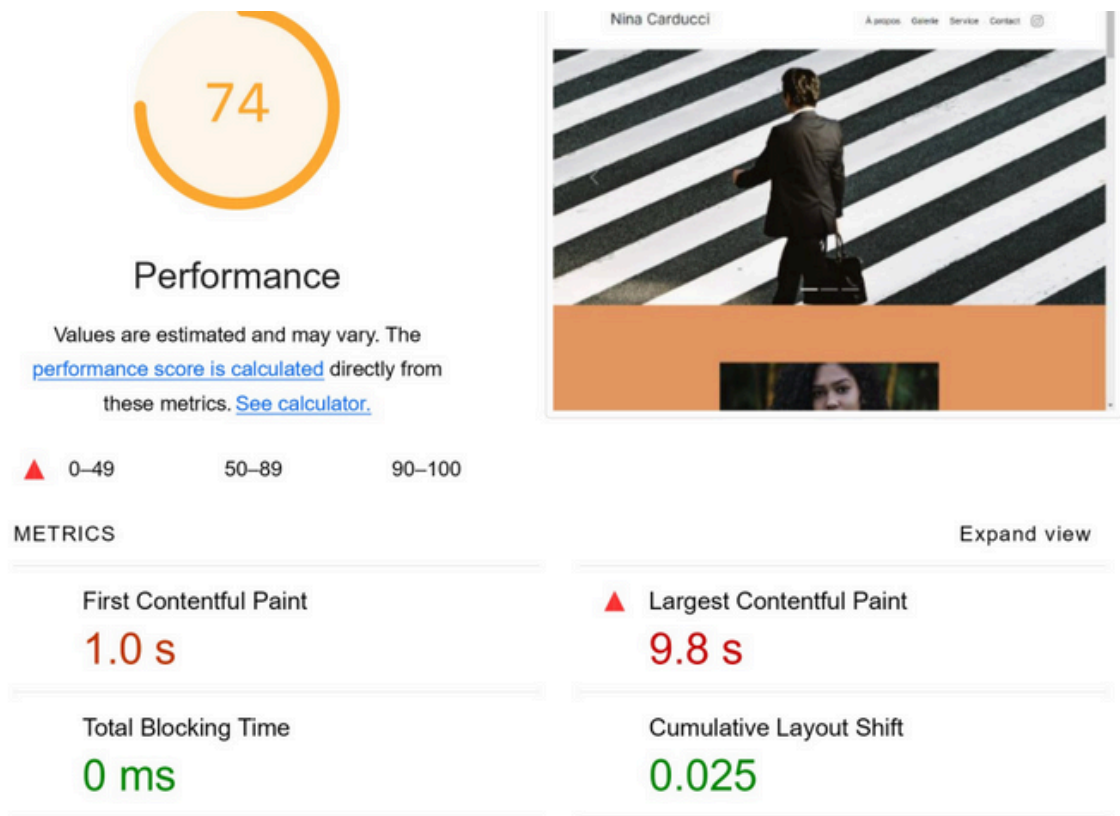 74
Performance
Values are estimated and may vary. The
performance score is calculated directly from
these metrics. See calculator.
0–49 50–89 90–100
Nina Carducci À propos Galerie Service Contact
METRICS Expand view
First Contentful Paint
1.0 s
Largest Contentful Paint
9.8 s
Total Blocking Time
0 ms
Cumulative Layout Shift
0.025